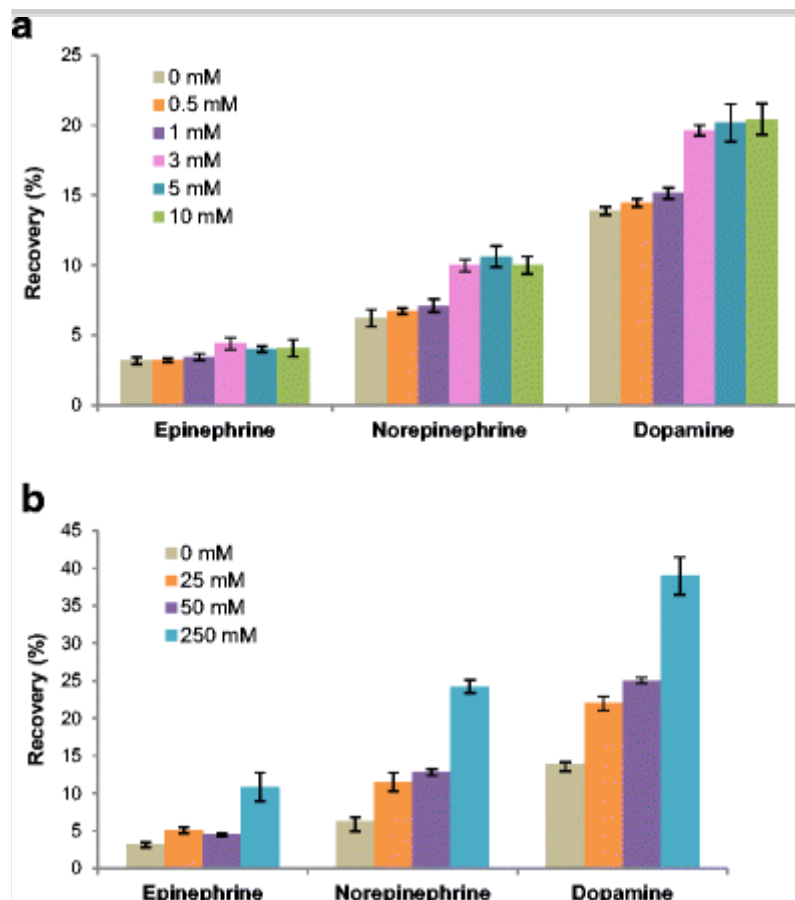 a
25
20
15
10
5
0
Recovery (%)
0 mM
0.5 mM
1 mM
3 mM
5 mM
10 mM
Epinephrine Norepinephrine Dopamine
b
45
40
35
30
25
20
15
10
5
0
Recovery (%)
0 mM
25 mM
50 mM
250 mM
Epinephrine Norepinephrine Dopamine